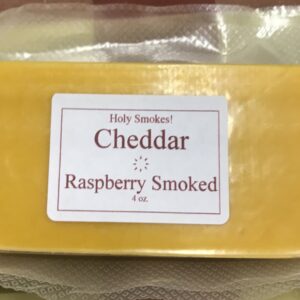 Holy Smokes!
Cheddar
Raspberry Smoked
4 oz.